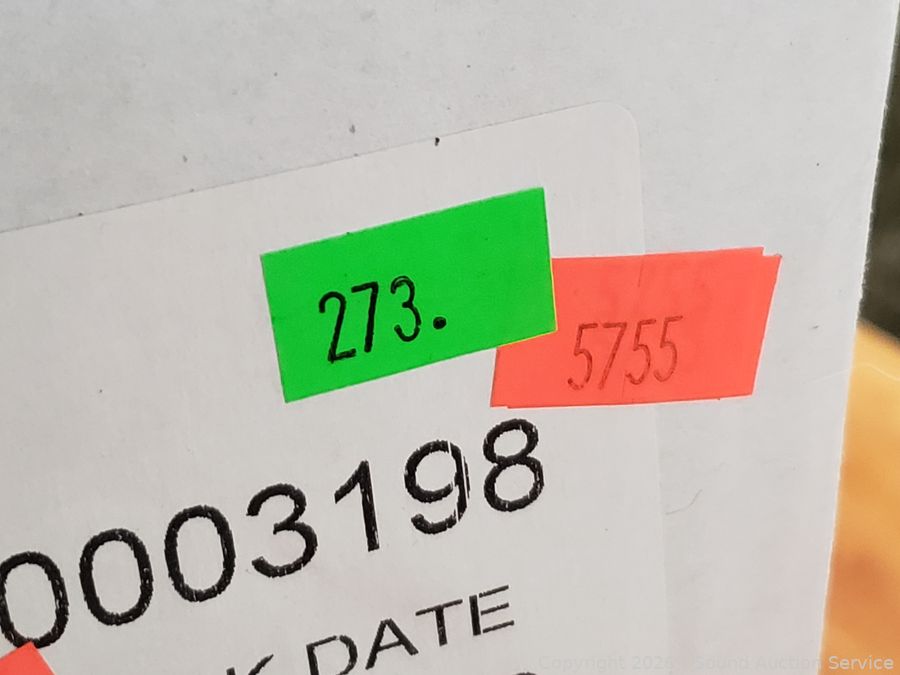 273.
5755
0003198
DATE
Copyright 2026 Sound Auction Service